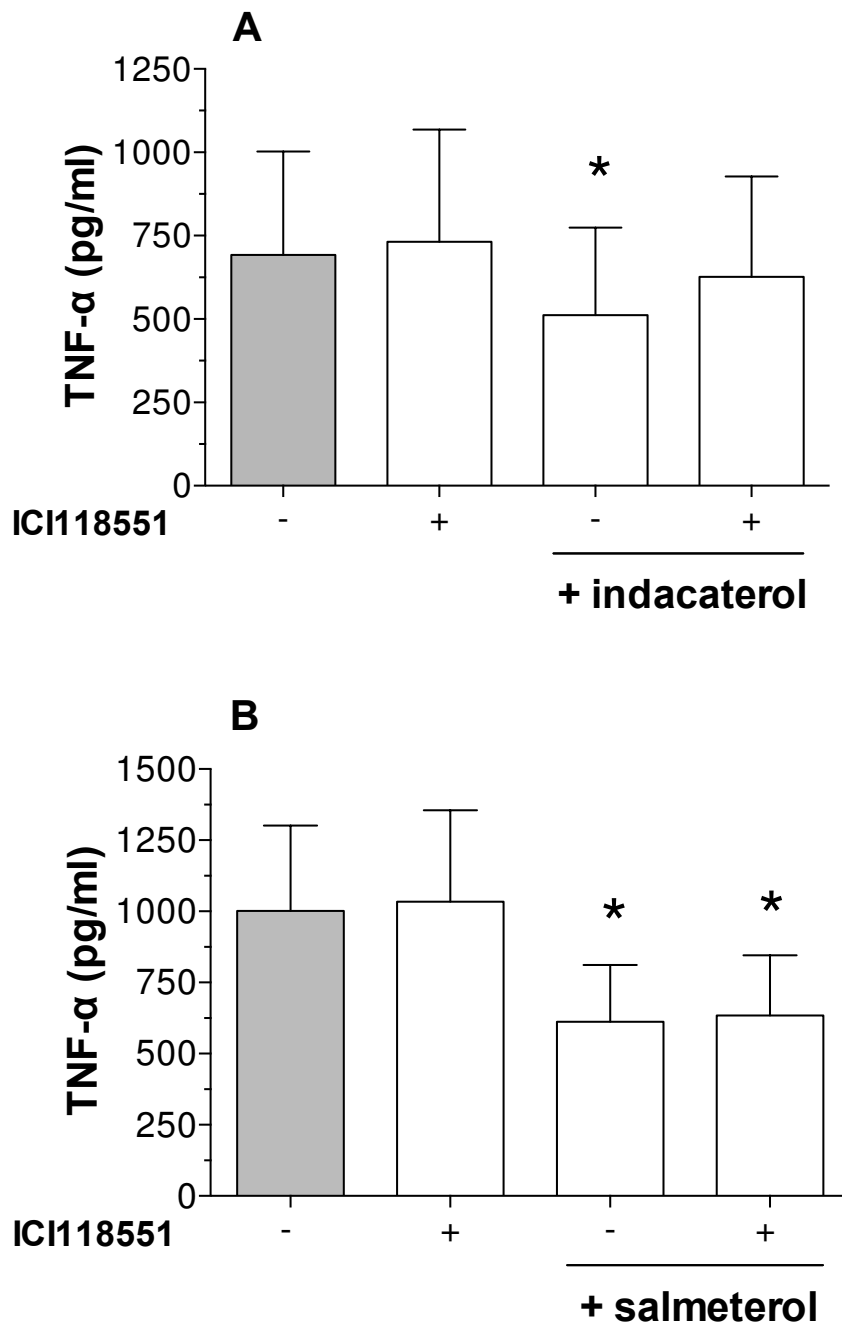 A
1250
1000
750
500
250
0
TNF-α (pg/ml)
ICI118551 - + - +
+ indacaterol
B
1500
1250
1000
750
500
250
0
TNF-α (pg/ml)
* *
ICI118551 - + - +
+ salmeterol